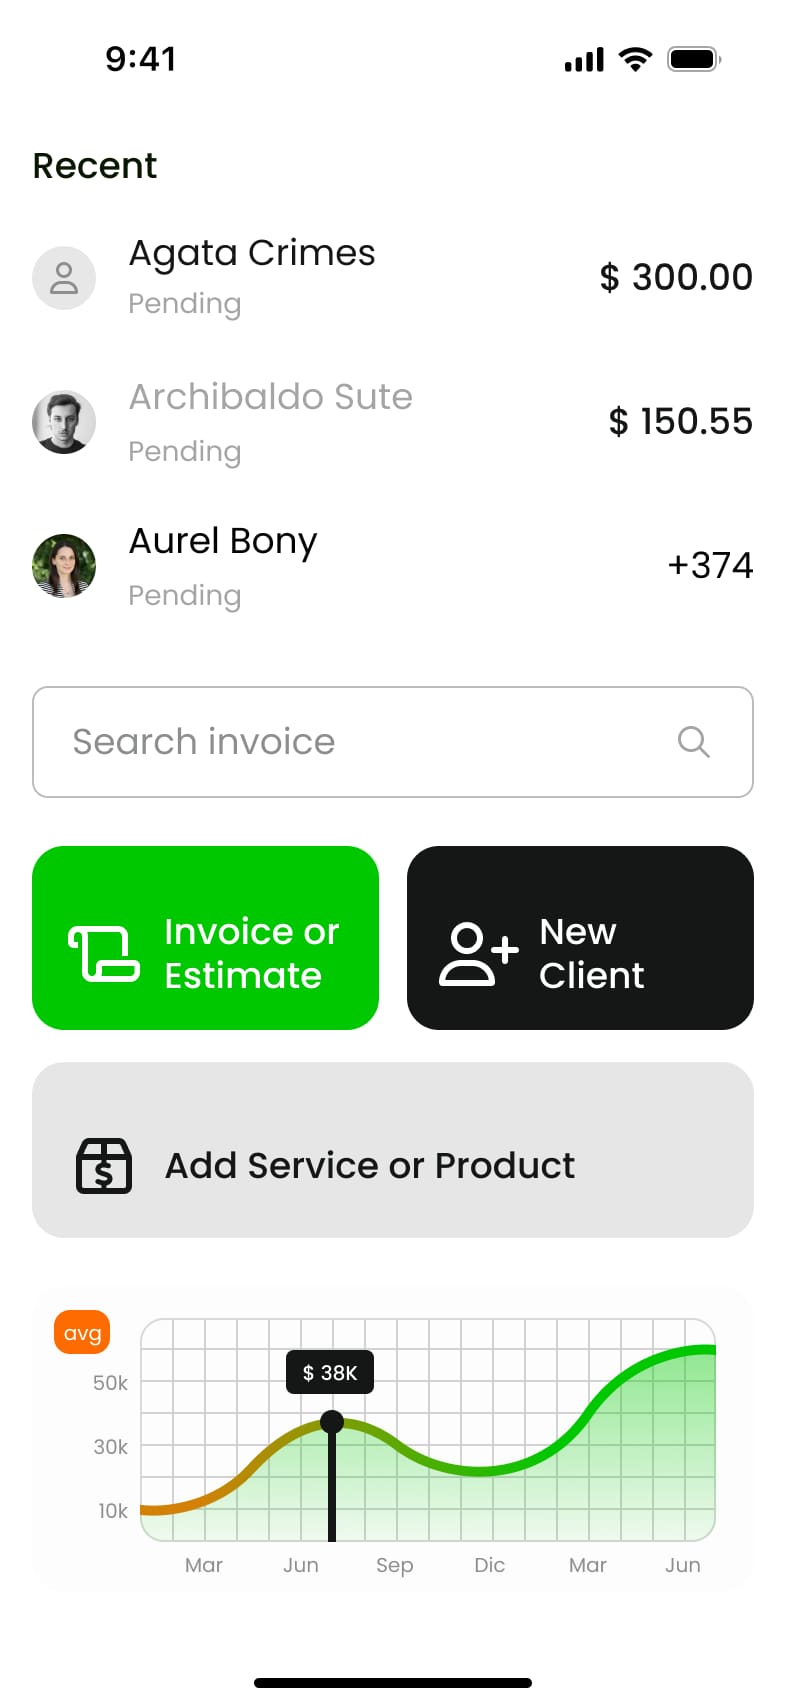 9:41
Recent
Agata Crimes
Pending
$ 300.00
Archibaldo Sute
Pending
$ 150.55
Aurel Bony
Pending
+374
Search invoice
Invoice or
Estimate
New
Client
$
Add Service or Product
avg
$ 38K
50k
30k
10k
Mar Jun Sep Dic Mar Jun